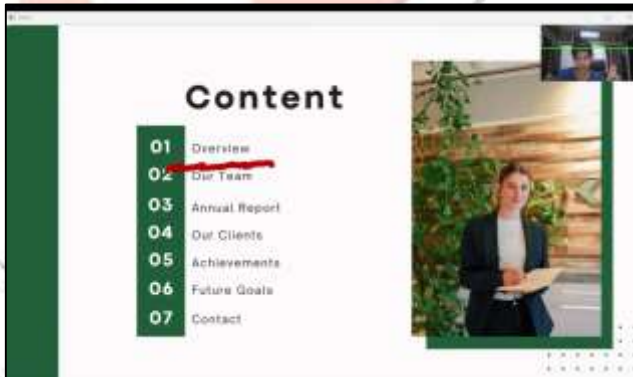 Content
01 Overview
02 Our Team
03 Annual Report
04 Our Clients
05 Achievements
06 Future Goals
07 Contact